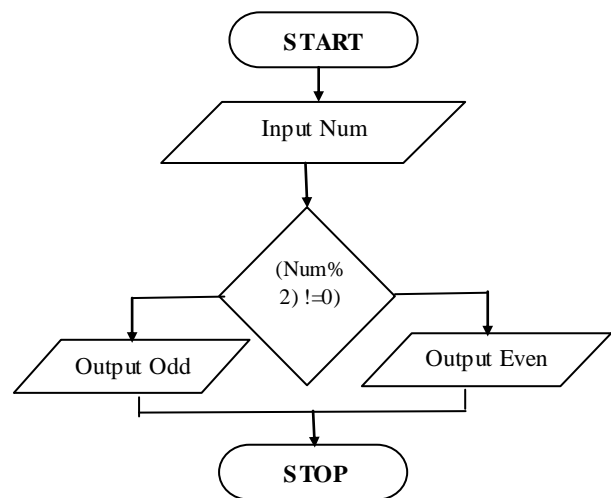 START
Input Num
(Num%
2) !=0)
Output Odd
Output Even
STOP